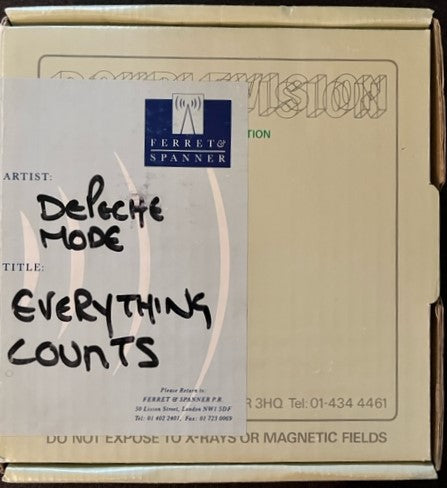 DOUBLEVISION
TION
FERRET &
SPANNER
ARTIST:
DEPECHE
MODE
TITLE:
EVERYTHING
COUNTS
Please Return to:
FERRET & SPANNER P.R.
50 Lisson Street, London NW1 5DF
Tel: 01 402 2401, Fax: 01 723 0069
R 3HQ Tel: 01-434 4461
DO NOT EXPOSE TO X-RAYS OR MAGNETIC FIELDS